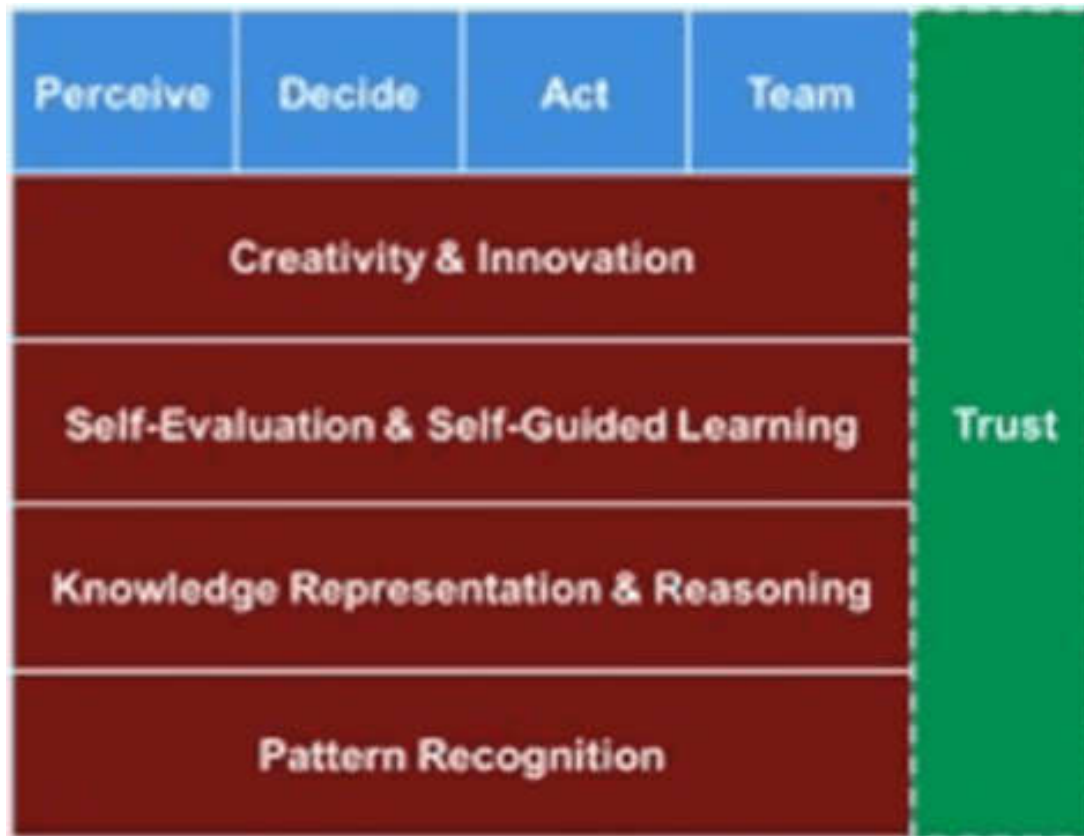 Perceive
Decide
Act
Team
Creativity & Innovation
Self-Evaluation & Self-Guided Learning
Trust
Knowledge Representation & Reasoning
Pattern Recognition